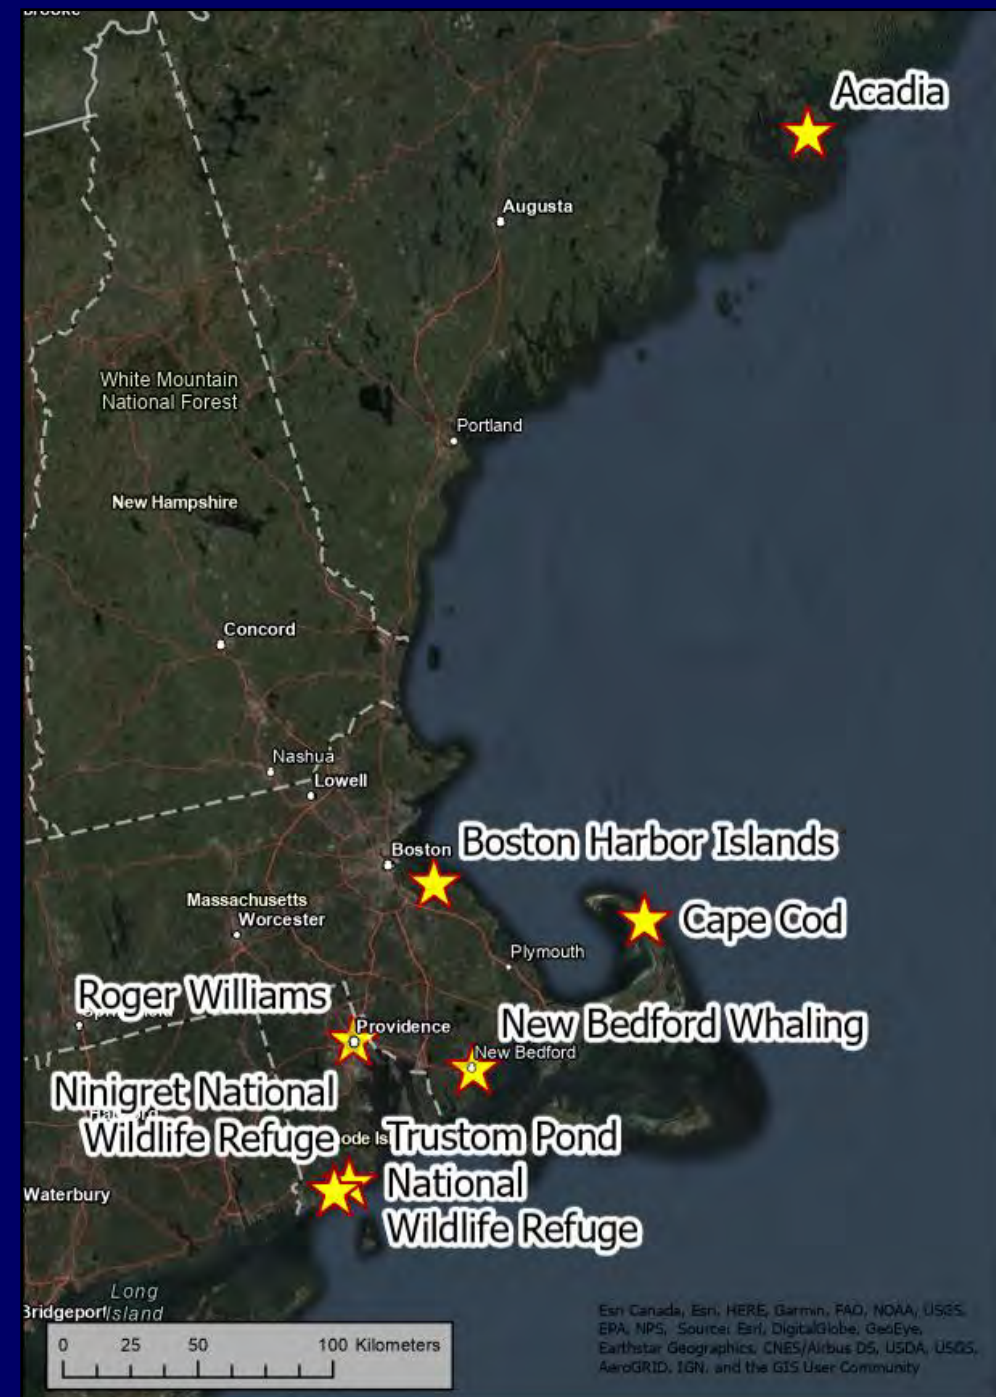 Acadia
Augusta
White Mountain
National Forest
Portland
New Hampshire
Concord
Nashua
Lowell
Boston
Boston Harbor Islands
Massachusetts
Worcester
Cape Cod
Plymouth
Roger Williams
Providence
New Bedford Whaling
New Bedford
Ninigret National
Wildlife Refuge
Trustom Pond
National
Wildlife Refuge
Waterbury
Long
Island
Bridgeport
0 25 50 100 Kilometers
Esri Canada, Esri, HERE, Garmin, FAO, NOAA, USGS,
EPA, NPS, Source: Esri, DigitalGlobe, GeoEye,
Earthstar Geographics, CNES/Airbus DS, USDA, USGS,
AeroGRID, IGN, and the GIS User Community